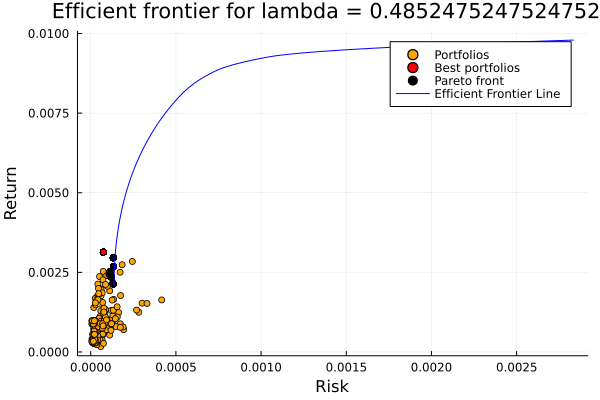 Efficient frontier for lambda = 0.4852475247524752
0.0100
0.0075
0.0050
0.0025
0.0000
Return
Portfolios
Best portfolios
Pareto front
Efficient Frontier Line
0.0000 0.0005 0.0010 0.0015 0.0020 0.0025
Risk